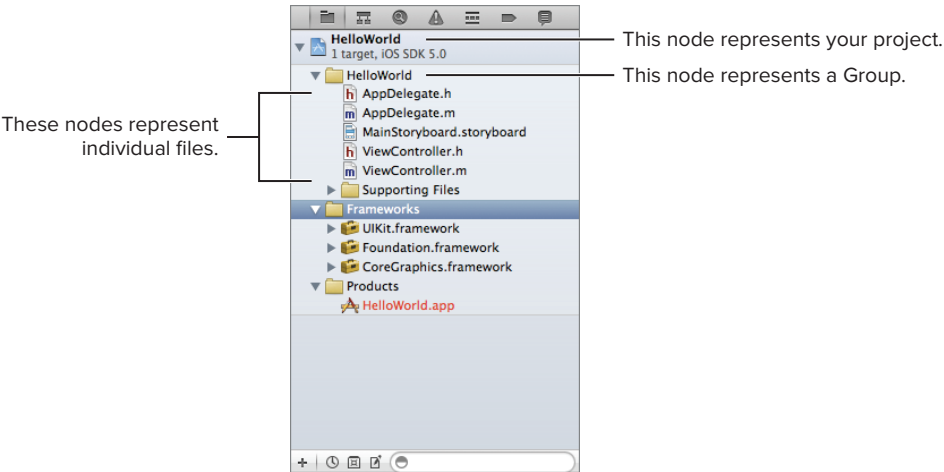 HelloWorld
1 target, iOS SDK 5.0
This node represents your project.
HelloWorld
This node represents a Group.
h AppDelegate.h
m AppDelegate.m
MainStoryboard.storyboard
h ViewController.h
m ViewController.m
Supporting Files
These nodes represent
individual files.
Frameworks
UIKit.framework
Foundation.framework
CoreGraphics.framework
Products
HelloWorld.app